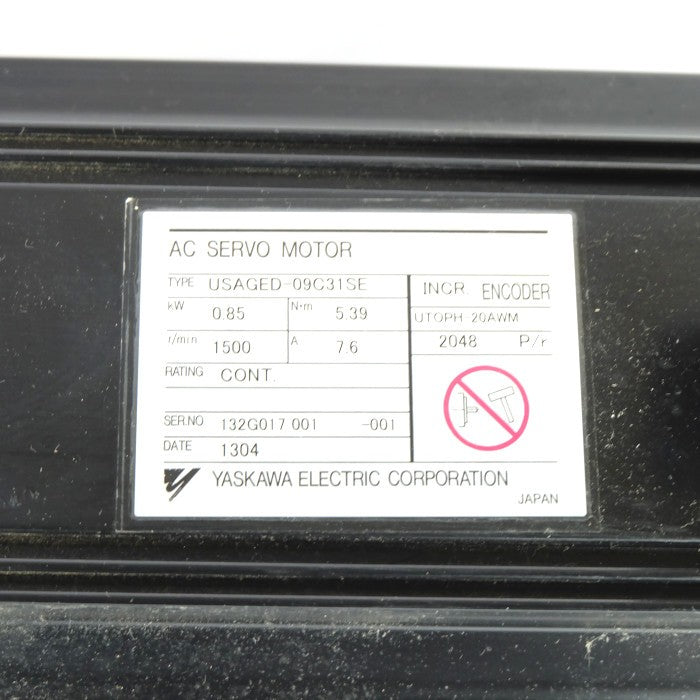 AC SERVO MOTOR
TYPE USAGED-09C31SE
kW 0.85 N·m 5.39
r/min 1500 A 7.6
RATING CONT.
SER.NO 132G017 001 -001
DATE 1304
INCR. ENCODER
UTOPH-20AWM
2048 P/r
YASKAWA ELECTRIC CORPORATION
JAPAN